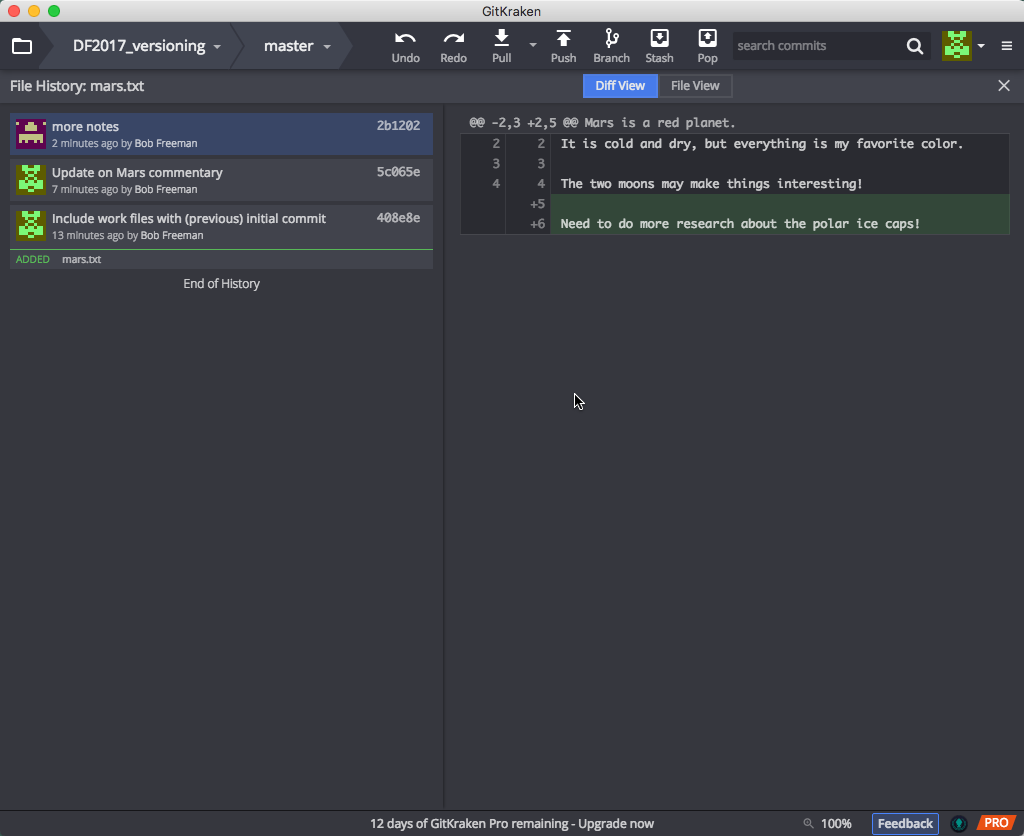 GitKraken
DF2017_versioning
master
Undo
Redo
Pull
Push
Branch
Stash
Pop
search commits
File History: mars.txt
Diff View
File View
more notes 2b1202
2 minutes ago by Bob Freeman
Update on Mars commentary 5c065e
7 minutes ago by Bob Freeman
Include work files with (previous) initial commit 408e8e
13 minutes ago by Bob Freeman
ADDED mars.txt
End of History
@@ -2,3 +2,5 @@ Mars is a red planet.
2 2 It is cold and dry, but everything is my favorite color.
3 3
4 4 The two moons may make things interesting!
+5
+6 Need to do more research about the polar ice caps!
12 days of GitKraken Pro remaining - Upgrade now
100%
Feedback
PRO